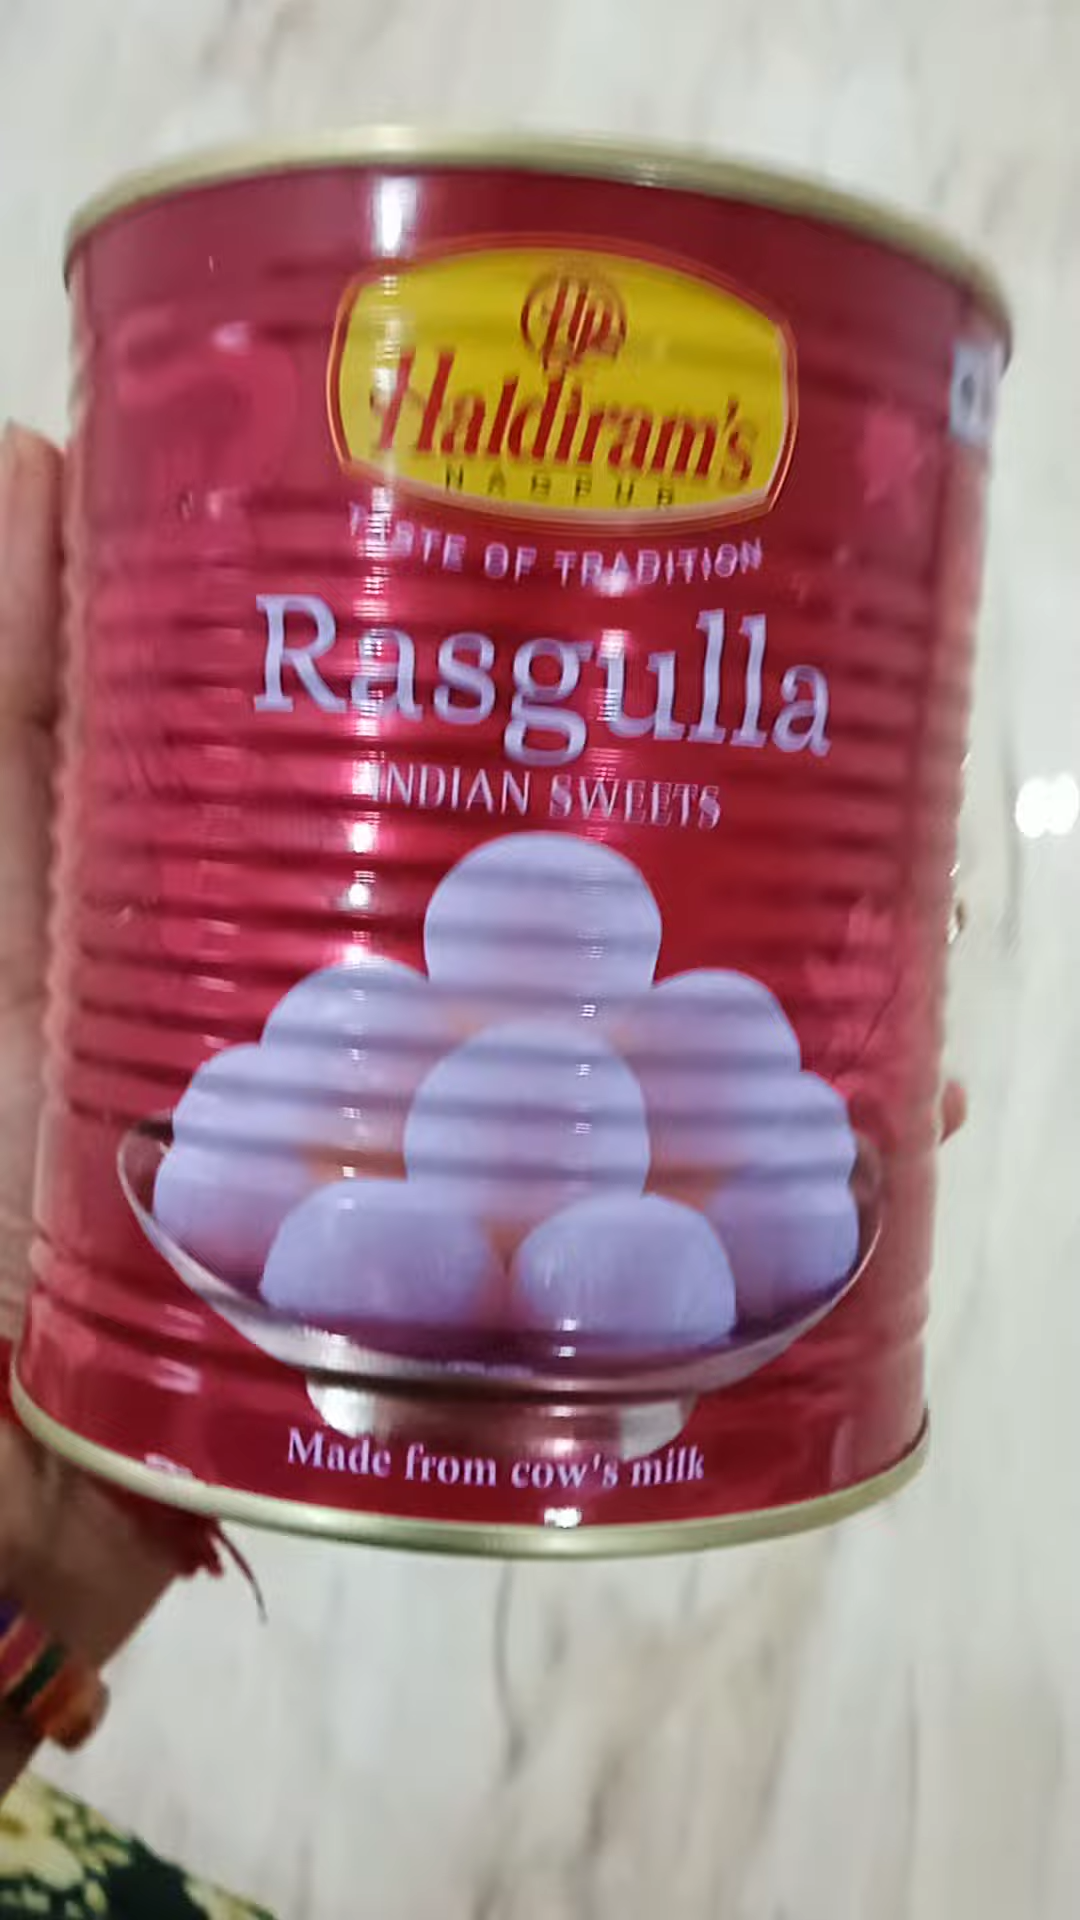 Haldiram's
NAGPUR
TASTE OF TRADITION
Rasgulla
INDIAN SWEETS
Made from cow's milk